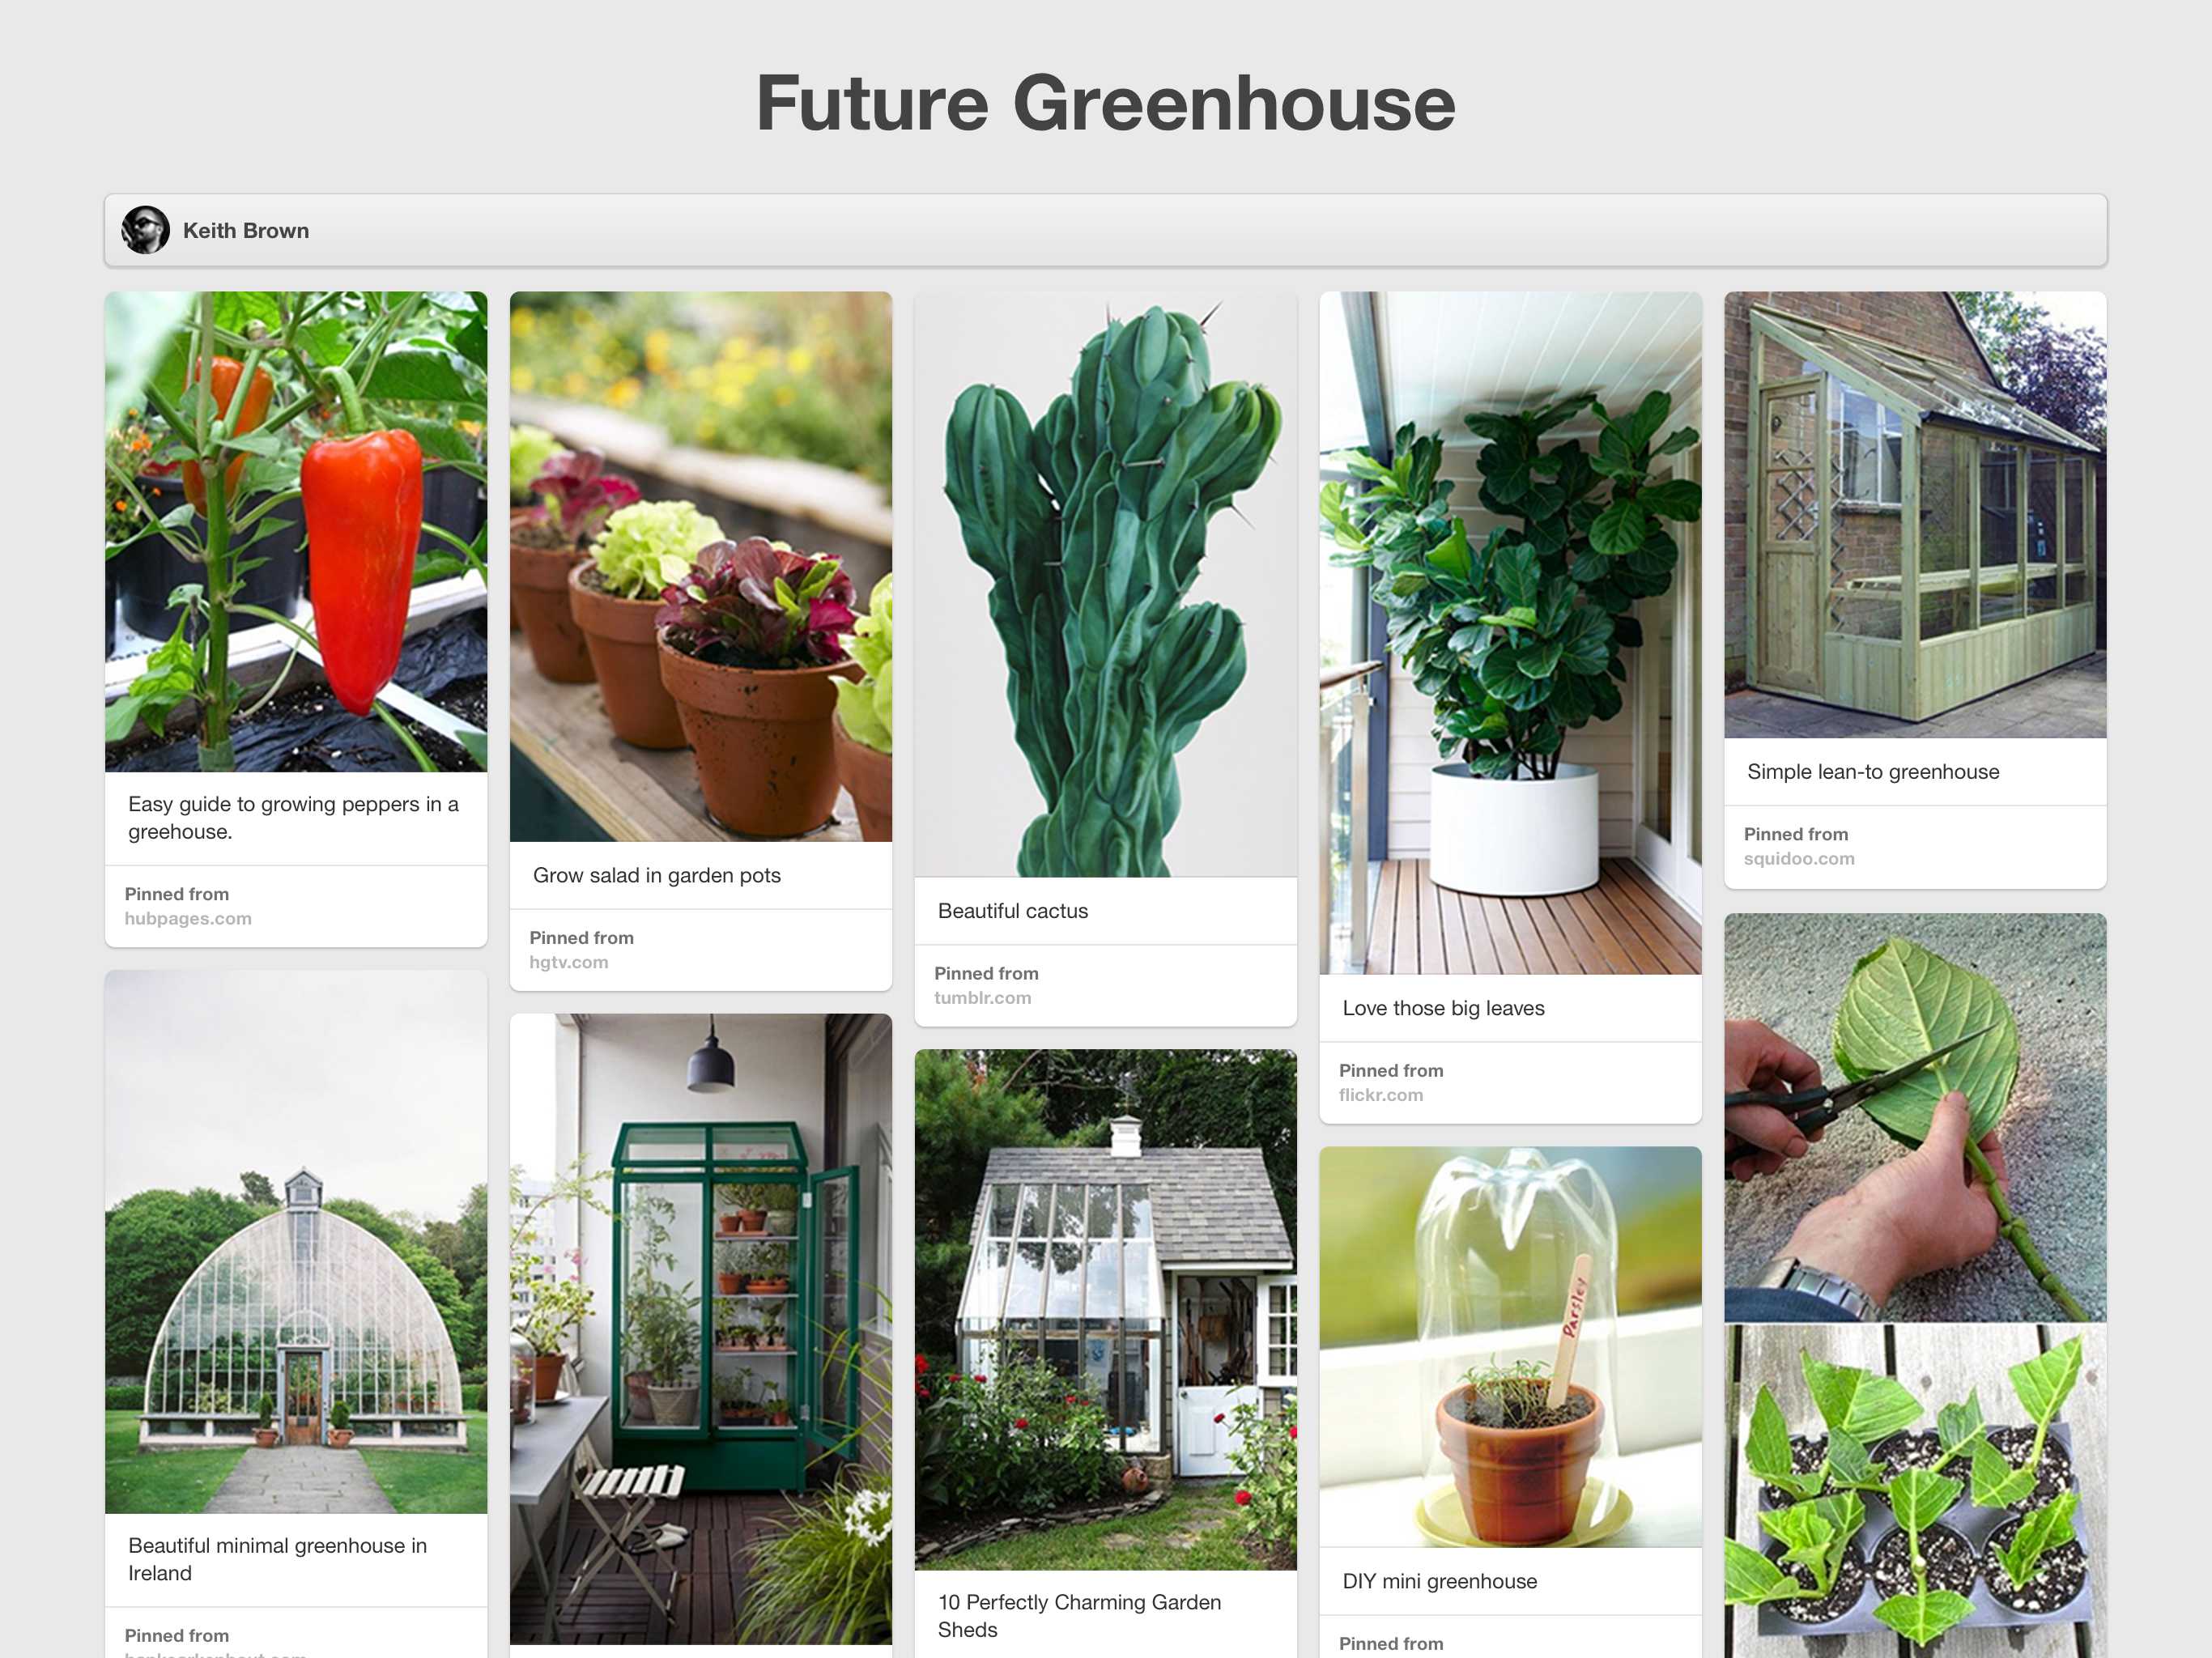 Future Greenhouse
Keith Brown
Easy guide to growing peppers in a
greehouse.
Pinned from
hubpages.com
Grow salad in garden pots
Pinned from
hgtv.com
Beautiful cactus
Pinned from
tumblr.com
Love those big leaves
Pinned from
flickr.com
Simple lean-to greenhouse
Pinned from
squidoo.com
Beautiful minimal greenhouse in
Ireland
Pinned from
10 Perfectly Charming Garden
Sheds
Parsley
DIY mini greenhouse
Pinned from